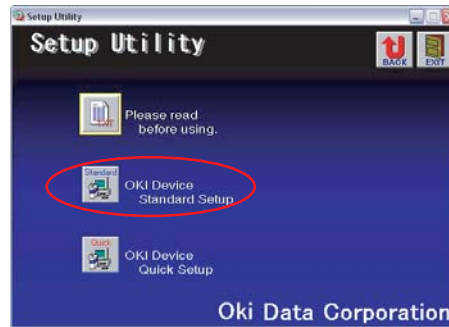 Setup Utility
Setup Utility
BACK
EXIT
TEXT
Please read
before using.
Standard
OKI Device
Standard Setup
Quick
OKI Device
Quick Setup
Oki Data Corporation